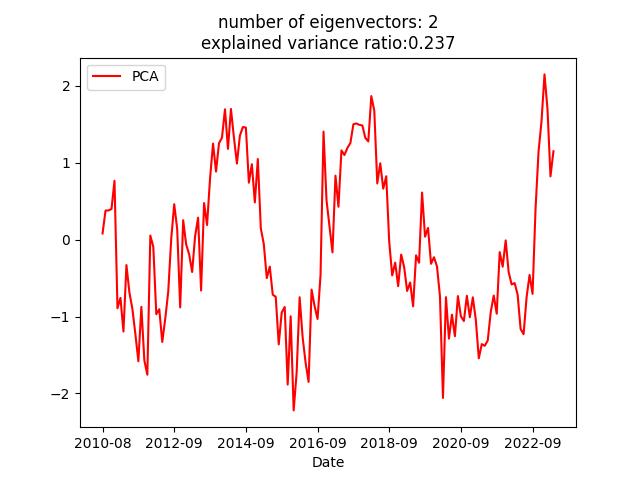 number of eigenvectors: 2
explained variance ratio:0.237
PCA
2
1
0
−1
−2
2010-08 2012-09 2014-09 2016-09 2018-09 2020-09 2022-09
Date